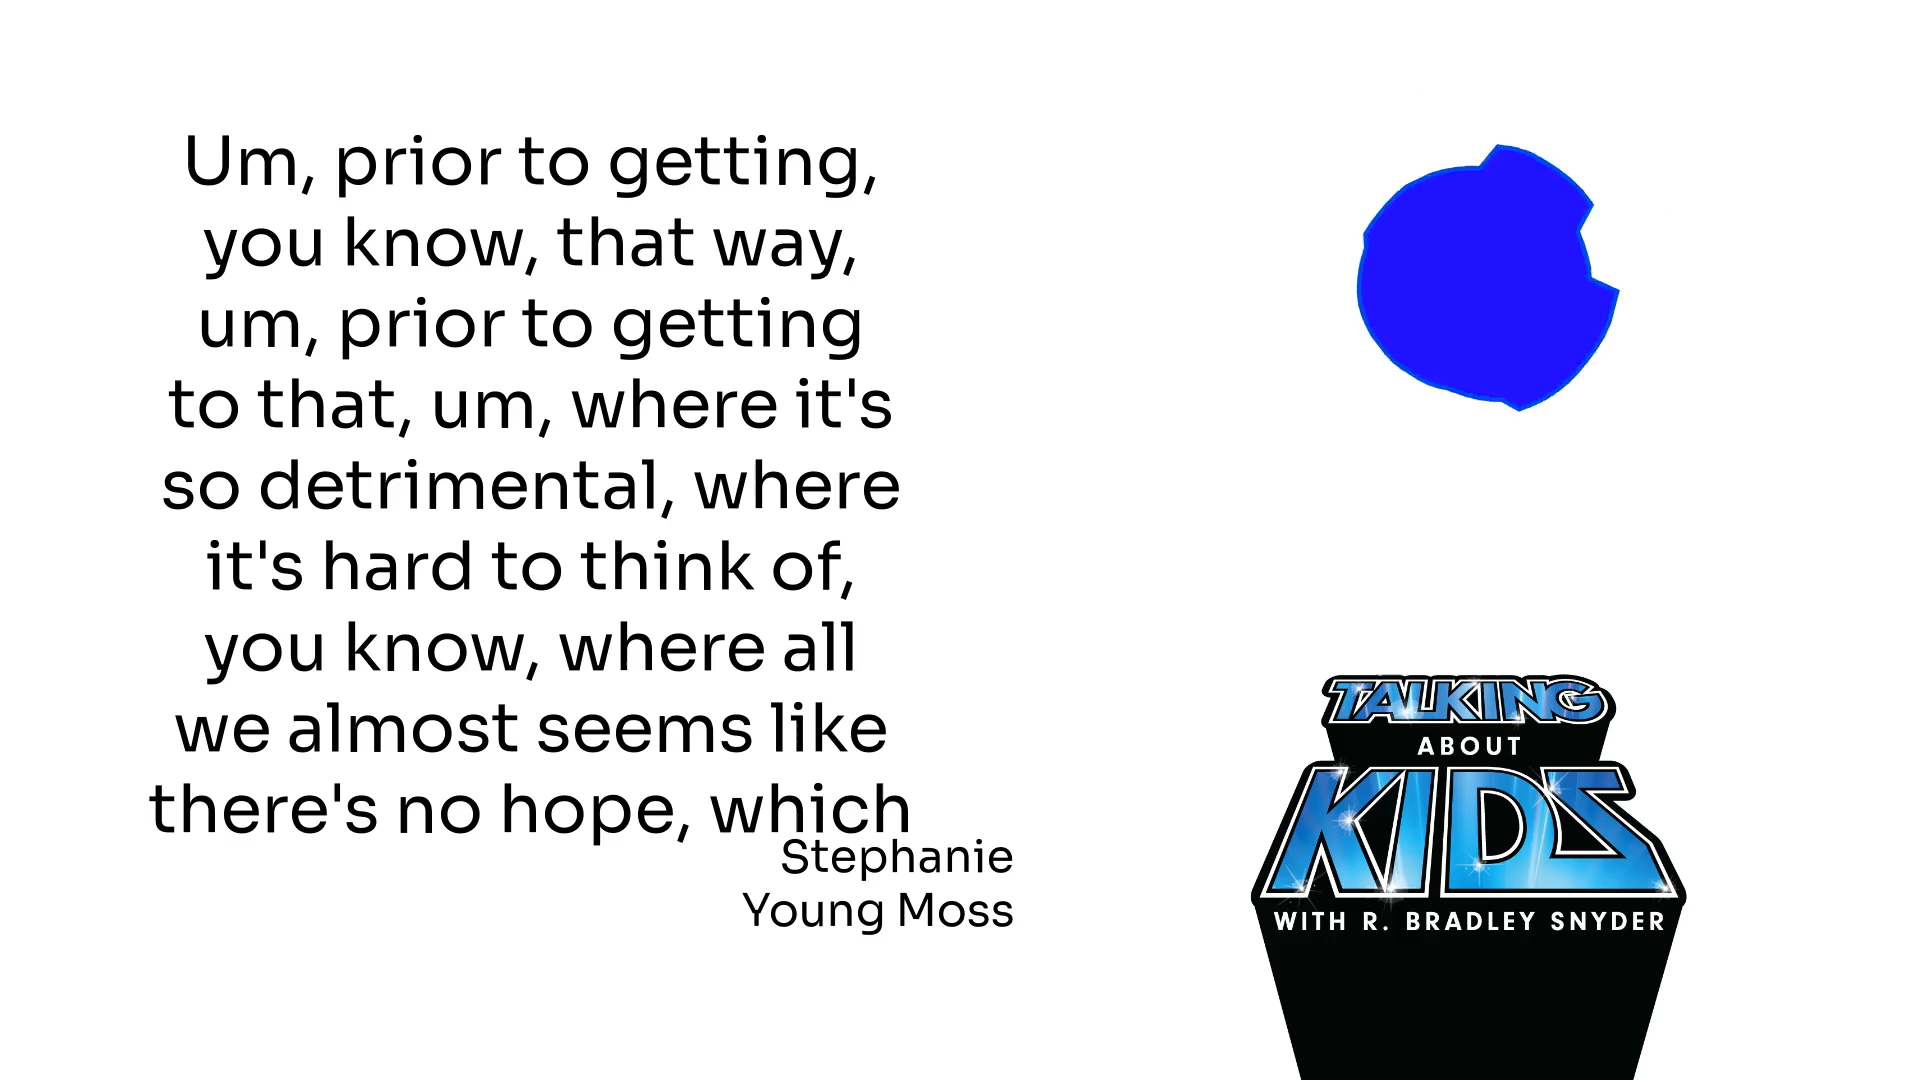 Um, prior to getting,
you know, that way,
um, prior to getting
to that, um, where it's
so detrimental, where
it's hard to think of,
you know, where all
we almost seems like
there's no hope, which
Stephanie
Young Moss
TALKING
ABOUT
KIDS
WITH R. BRADLEY SNYDER